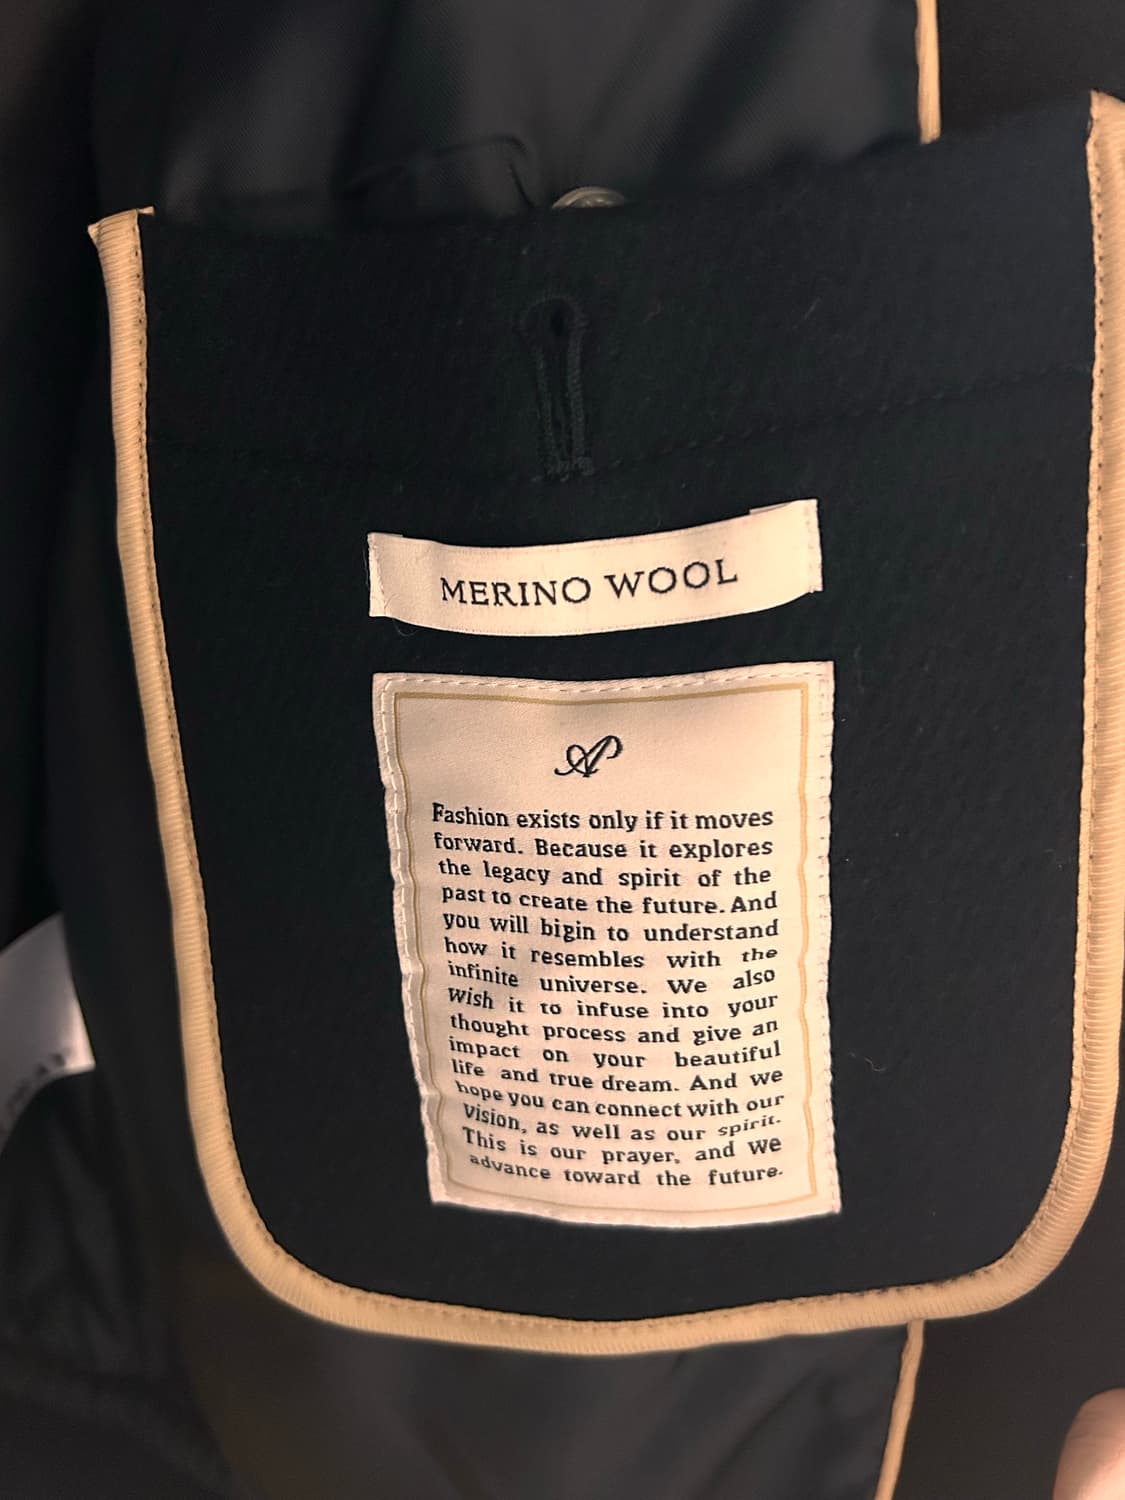 MERINO WOOL
AP
Fashion exists only if it moves
forward. Because it explores
the legacy and spirit of the
past to create the future. And
you will bigin to understand
how it resembles with the
infinite universe. We also
wish it to infuse into your
thought process and give an
impact on your beautiful
life and true dream. And we
hope you can connect with our
Vision, as well as our spirit.
This is our prayer, and we
advance toward the future.